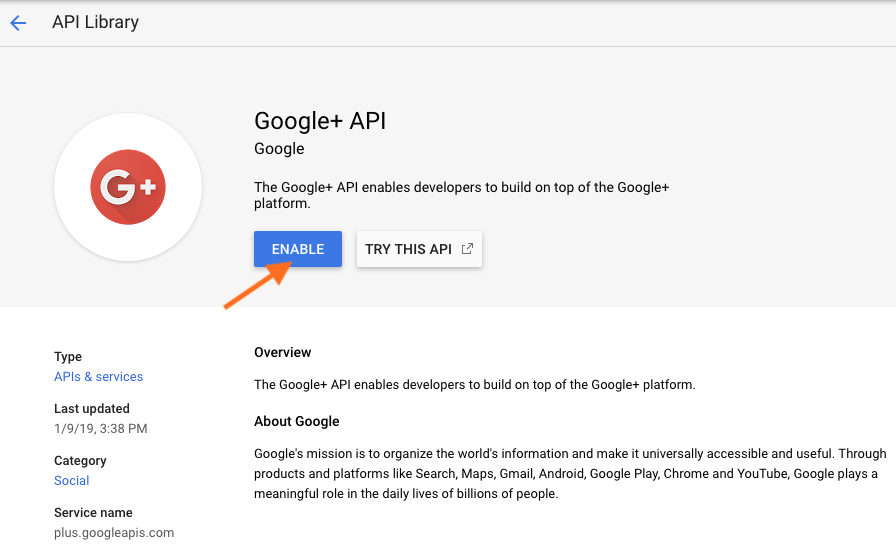 API Library
G+
Google+ API
Google
The Google+ API enables developers to build on top of the Google+
platform.
ENABLE
TRY THIS API
Type
APIs & services
Last updated
1/9/19, 3:38 PM
Category
Social
Service name
plus.googleapis.com
Overview
The Google+ API enables developers to build on top of the Google+ platform.
About Google
Google's mission is to organize the world's information and make it universally accessible and useful. Through
products and platforms like Search, Maps, Gmail, Android, Google Play, Chrome and YouTube, Google plays a
meaningful role in the daily lives of billions of people.